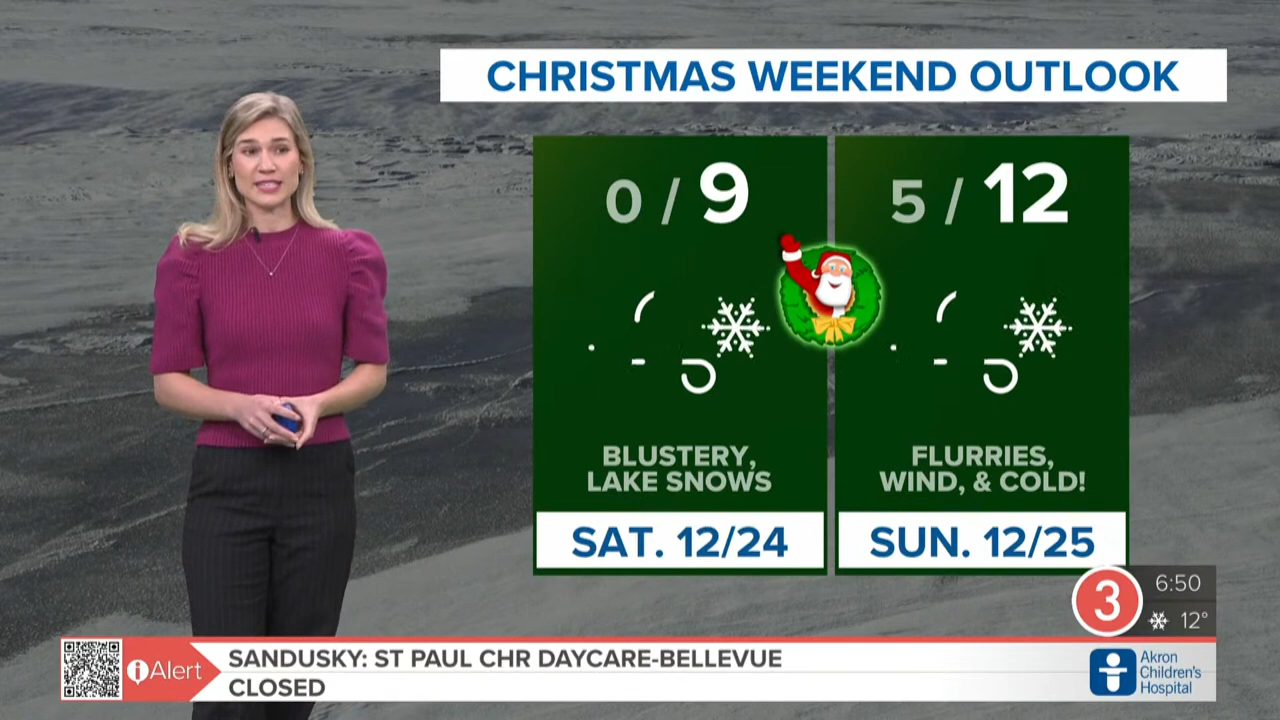 CHRISTMAS WEEKEND OUTLOOK
0 / 9
BLUSTERY,
LAKE SNOWS
SAT. 12/24
5 / 12
FLURRIES,
WIND, & COLD!
SUN. 12/25
3
6:50
12°
iAlert
SANDUSKY: ST PAUL CHR DAYCARE-BELLEVUE
CLOSED
Akron
Children's
Hospital